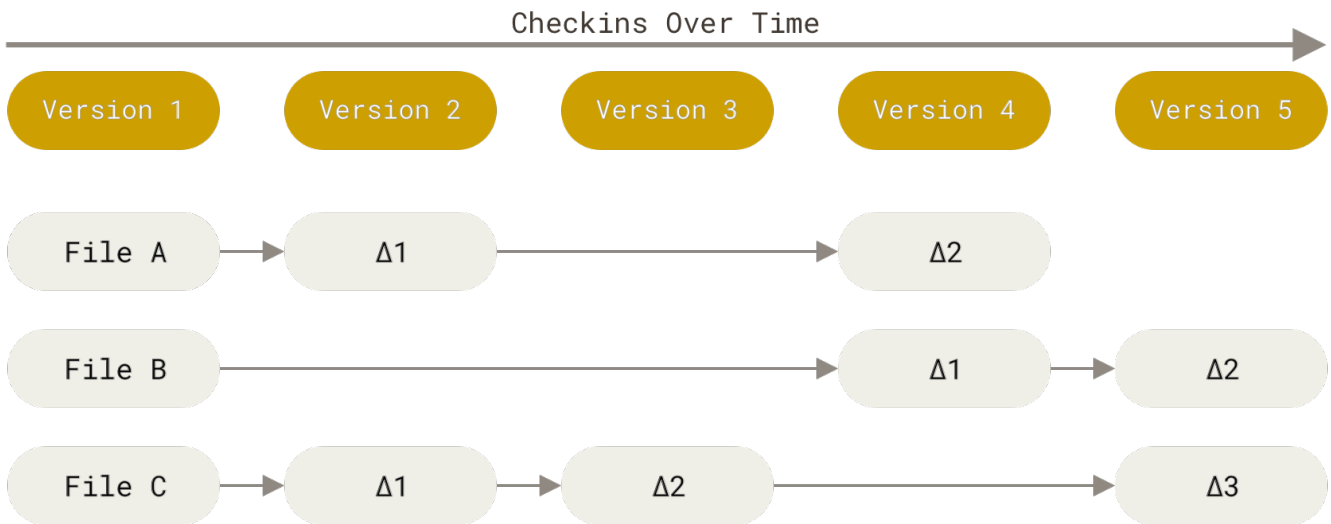 Checkins Over Time
Version 1 Version 2 Version 3 Version 4 Version 5
File A Δ1 Δ2
File B Δ1 Δ2
File C Δ1 Δ2 Δ3